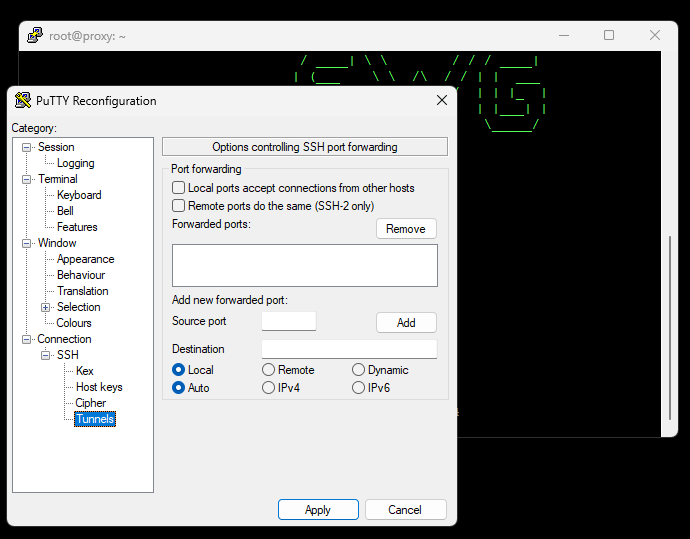 root@proxy: ~
PuTTY Reconfiguration
Category:
Session
Logging
Terminal
Keyboard
Bell
Features
Window
Appearance
Behaviour
Translation
Selection
Colours
Connection
SSH
Kex
Host keys
Cipher
Tunnels
Options controlling SSH port forwarding
Port forwarding
Local ports accept connections from other hosts
Remote ports do the same (SSH-2 only)
Forwarded ports:
Remove
Add new forwarded port:
Source port
Add
Destination
Local Remote Dynamic
Auto IPv4 IPv6
Apply Cancel